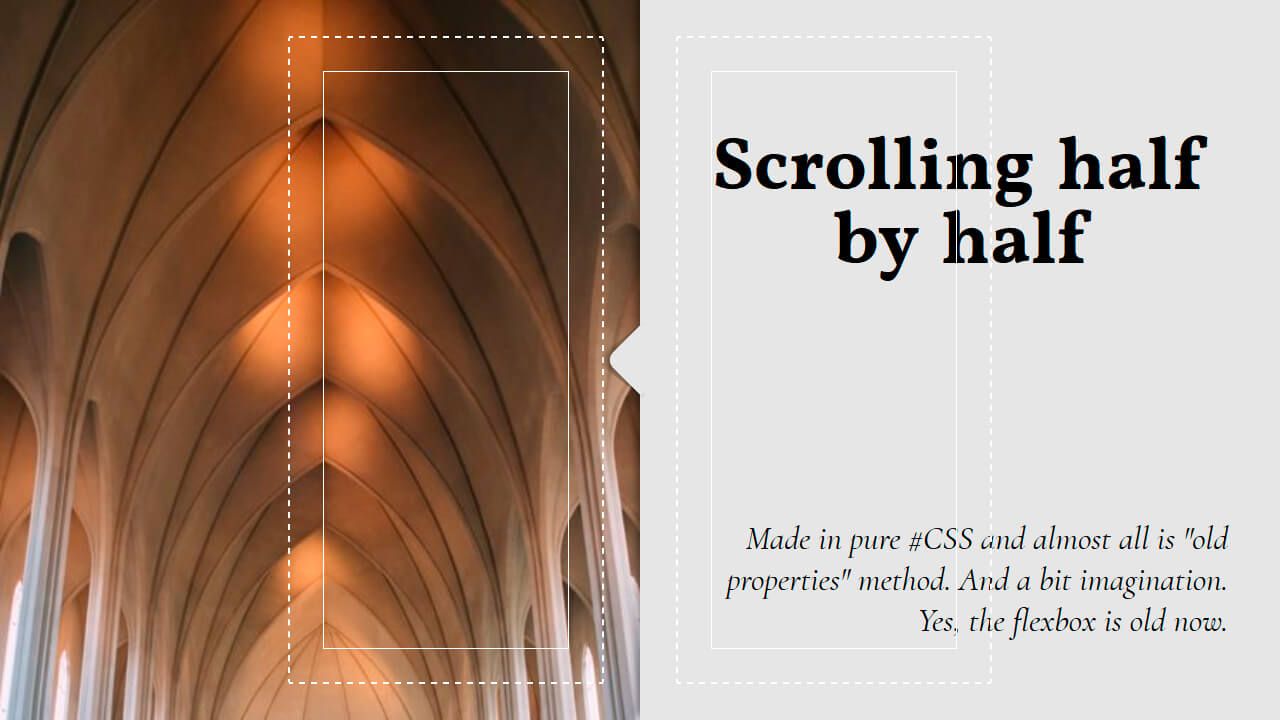 Scrolling half
by half
Made in pure #CSS and almost all is "old
properties" method. And a bit imagination.
Yes, the flexbox is old now.